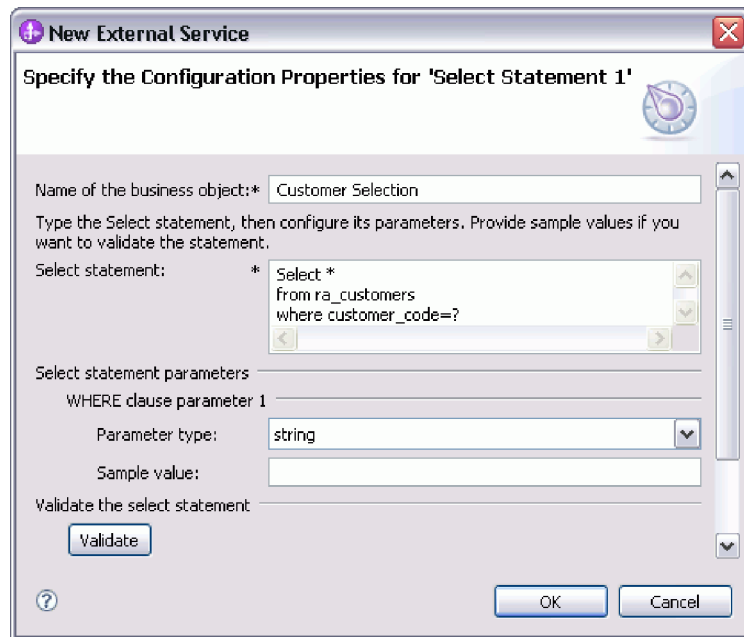 New External Service
Specify the Configuration Properties for 'Select Statement 1'
Name of the business object:* Customer Selection
Type the Select statement, then configure its parameters. Provide sample values if you
want to validate the statement.
Select statement: * Select *
from ra_customers
where customer_code=?
Select statement parameters
WHERE clause parameter 1
Parameter type: string
Sample value:
Validate the select statement
Validate
? OK Cancel